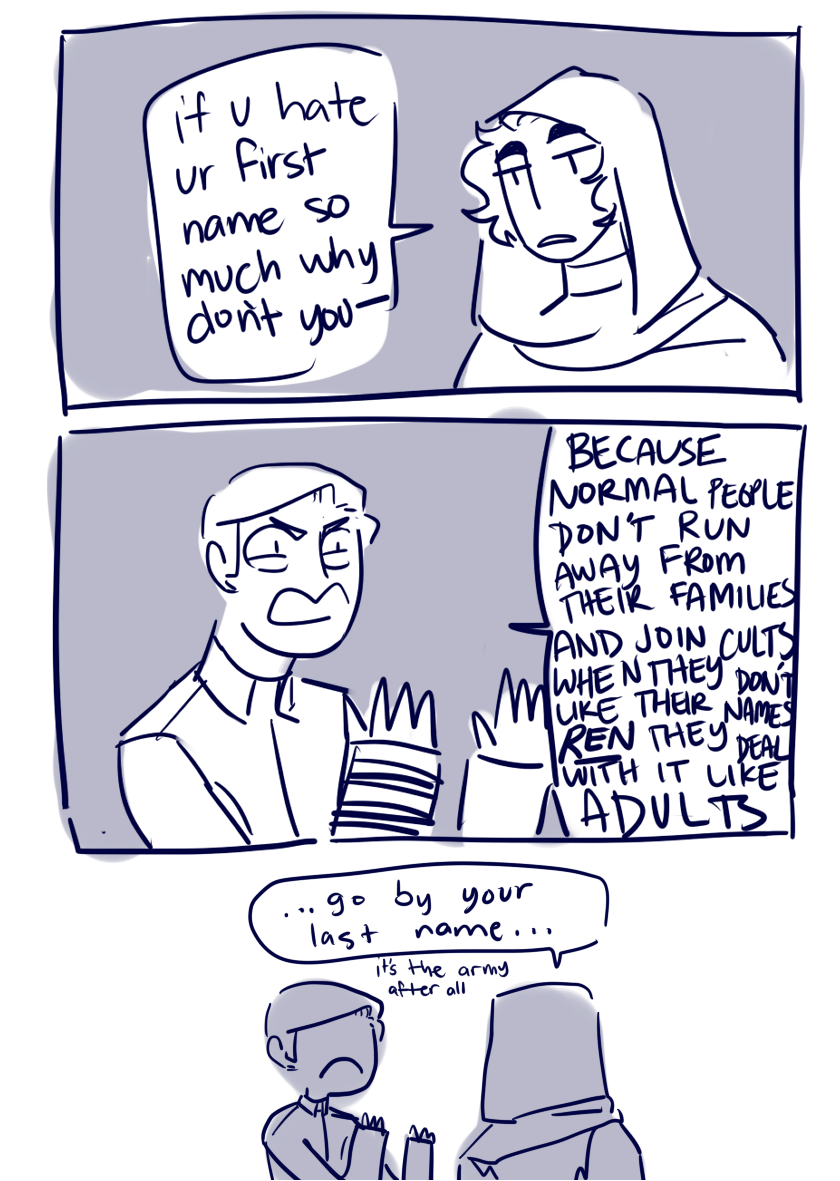 if u hate
ur first
name so
much why
don't you—
BECAUSE
NORMAL PEOPLE
DON'T RUN
AWAY FROM
THEIR FAMILIES
AND JOIN CULTS
WHEN THEY DON'T
LIKE THEIR NAMES
REN THEY DEAL
WITH IT LIKE
ADULTS
...go by your
last name...
it's the army
after all